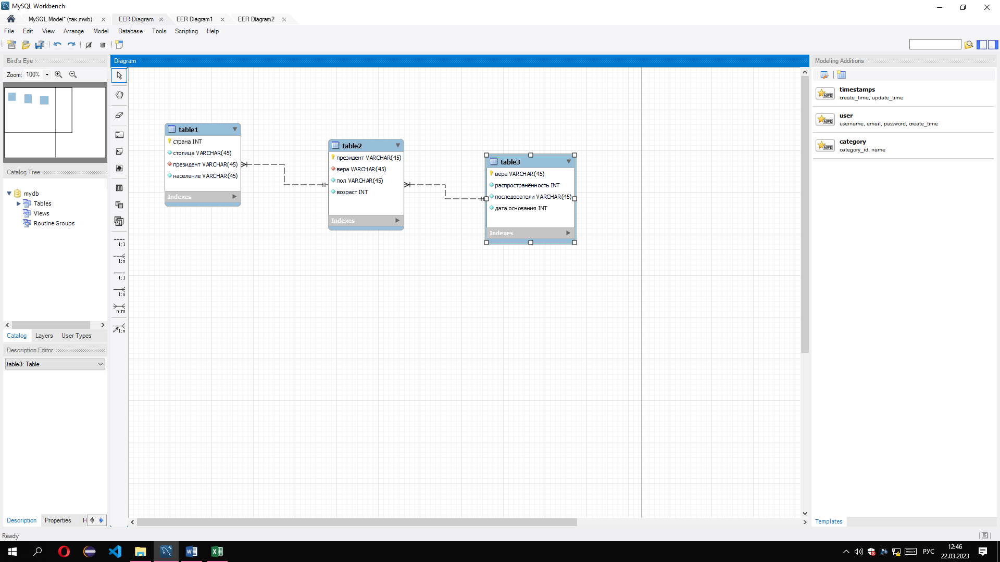 MySQL Workbench
MySQL Model* (так.mwb)
EER Diagram
EER Diagram1
EER Diagram2
File Edit View Arrange Model Database Tools Scripting Help
Bird's Eye
Zoom: 100%
Catalog Tree
mydb
Tables
Views
Routine Groups
Catalog Layers User Types
Description Editor
table3: Table
Description Properties H
Diagram
1:1
1:n
1:1
1:n
n:m
1:n
table1
страна INT
столица VARCHAR(45)
президент VARCHAR(45)
население VARCHAR(45)
Indexes
table2
президент VARCHAR(45)
вера VARCHAR(45)
пол VARCHAR(45)
возраст INT
Indexes
table3
вера VARCHAR(45)
распространённость INT
последователи VARCHAR(45)
дата основания INT
Indexes
Modeling Additions
MWB
timestamps
create_time, update_time
MWB
user
username, email, password, create_time
MWB
category
category_id, name
Templates
Ready
РУС
12:46
22.03.2023